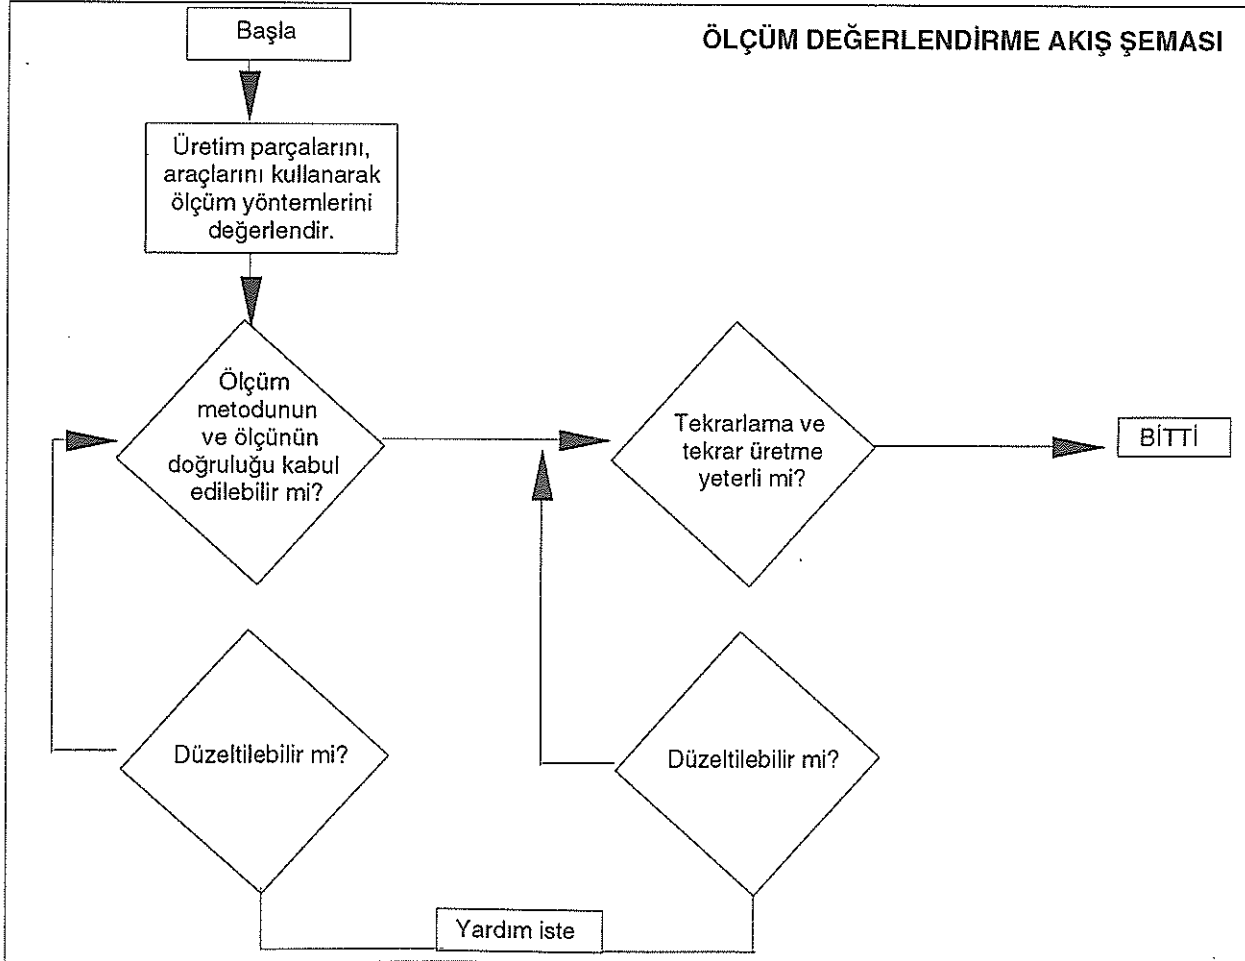 Başla
ÖLÇÜM DEĞERLENDİRME AKIŞ ŞEMASI
Üretim parçalarını,
araçlarını kullanarak
ölçüm yöntemlerini
değerlendir.
Ölçüm
metodunun
ve ölçünün
doğruluğu kabul
edilebilir mi?
Tekrarlama ve
tekrar üretme
yeterli mi?
BİTTİ
Düzeltilebilir mi?
Düzeltilebilir mi?
Yardım iste